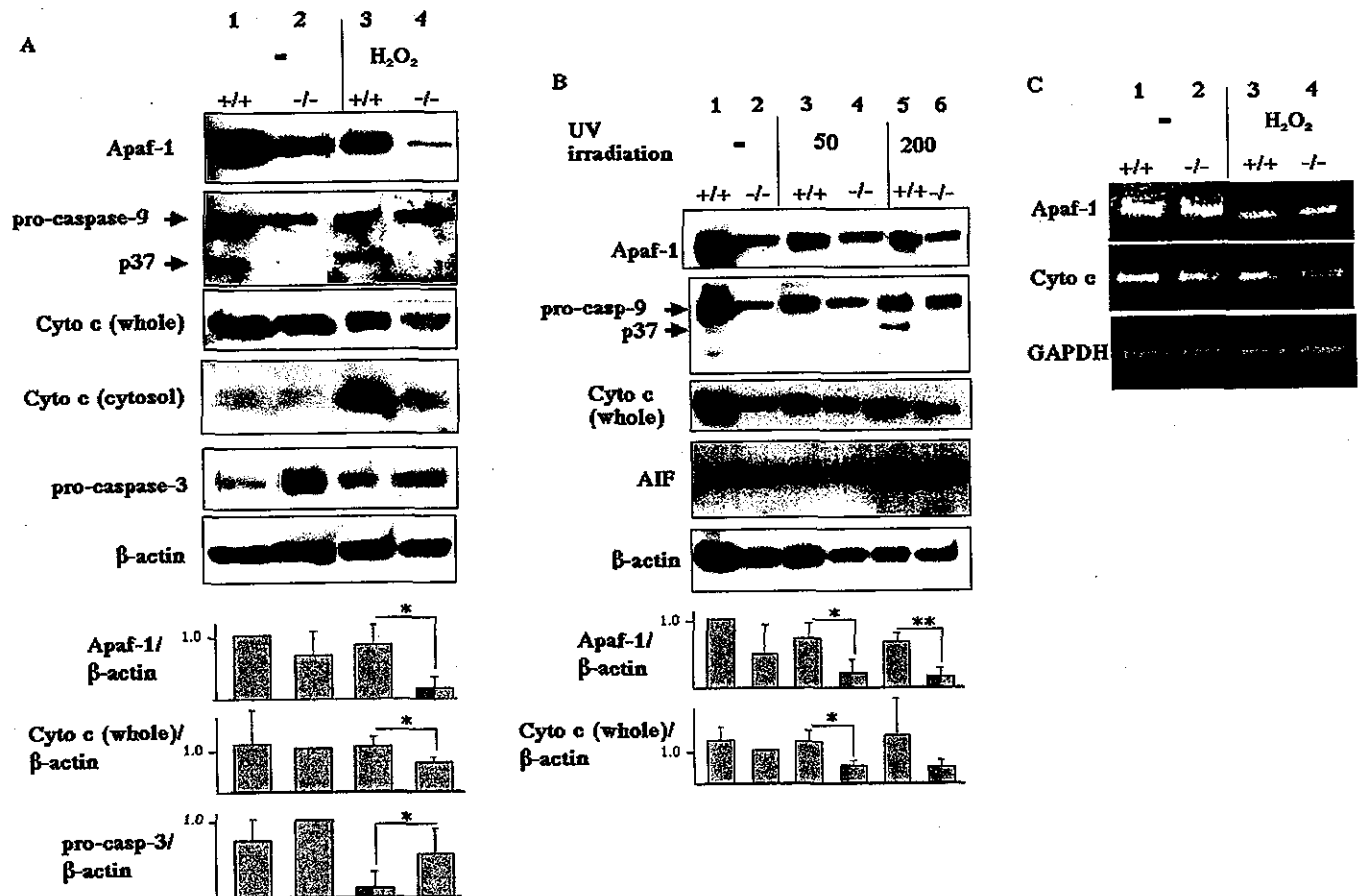 A
1 2 3 4
- H₂O₂
+/+ -/- +/+ -/-
Apaf-1
pro-caspase-9
p37
Cyto c (whole)
Cyto c (cytosol)
pro-caspase-3
β-actin
Apaf-1/
β-actin
1.0
*
Cyto c (whole)/
β-actin
1.0
*
pro-casp-3/
β-actin
1.0
*
B
1 2 3 4 5 6
UV
irradiation
- 50 200
+/+ -/- +/+ -/- +/+ -/-
Apaf-1
pro-casp-9
p37
Cyto c
(whole)
AIF
β-actin
Apaf-1/
β-actin
1.0
* **
Cyto c (whole)/
β-actin
1.0
*
C
1 2 3 4
- H₂O₂
+/+ -/- +/+ -/-
Apaf-1
Cyto c
GAPDH